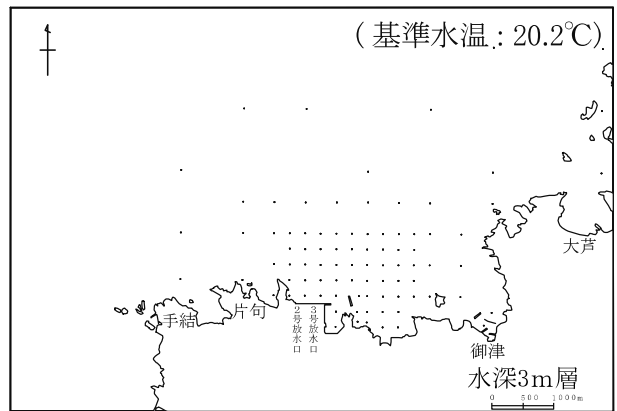 (基準水温:20.2℃)
大芦
片句
手結
2号放水口
3号放水口
御津
水深3m層
0 500 1000m